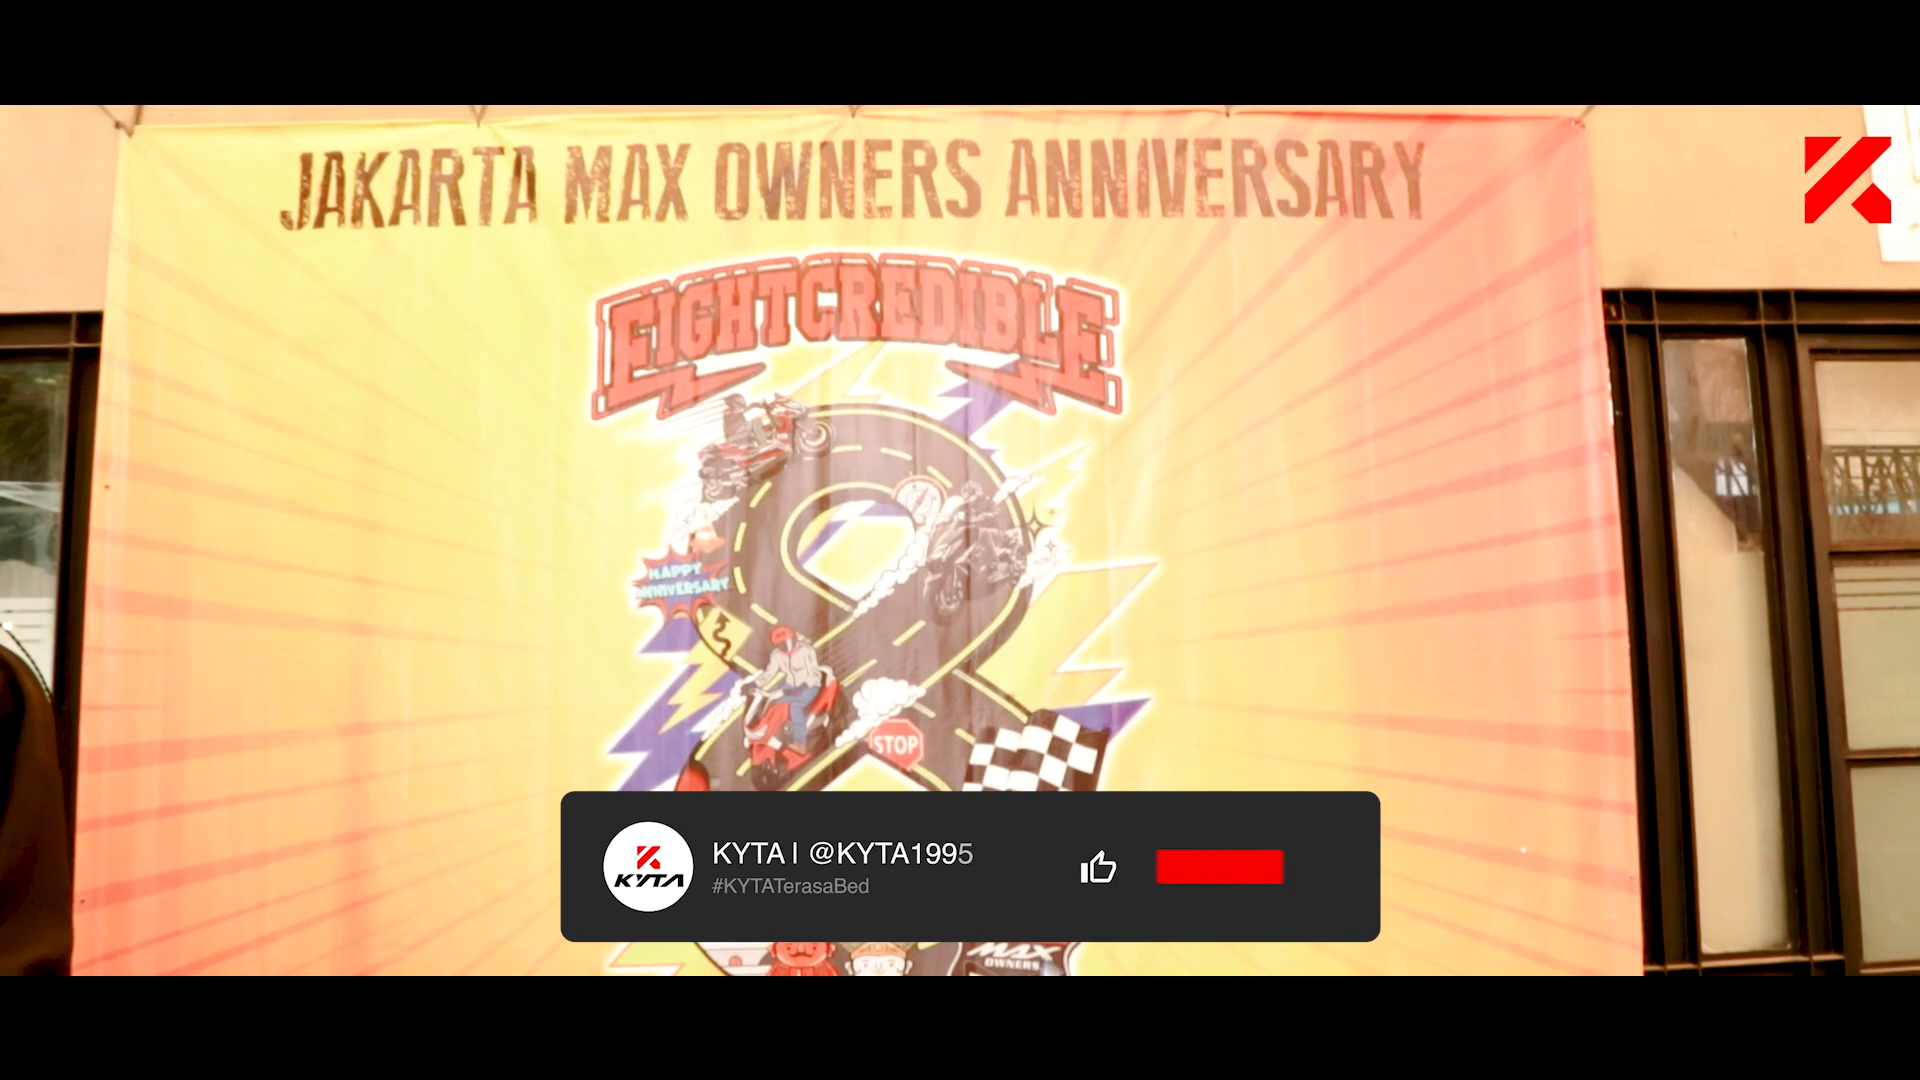 JAKARTA MAX OWNERS ANNIVERSARY
EIGHTCREDIBLE
HAPPY
ANNIVERSARY
STOP
KYTA | @KYTA1995
#KYTATerasaBed
KYTA
MAX
OWNERS